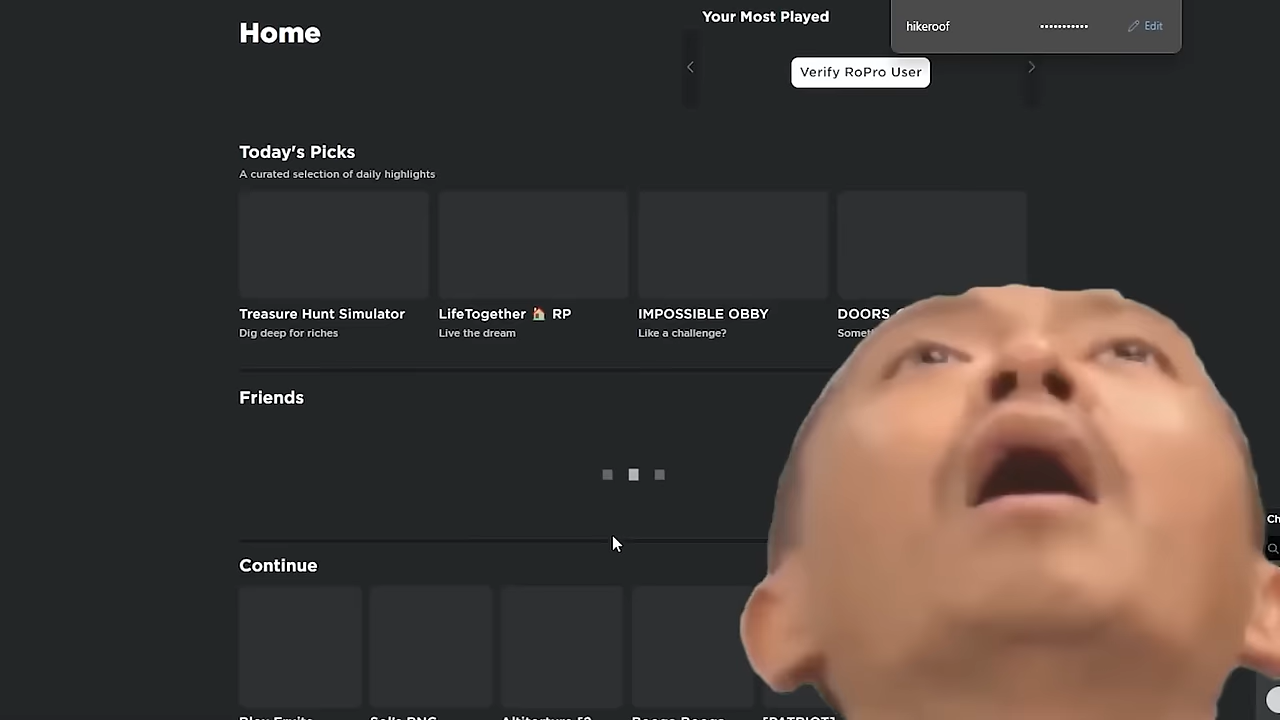 Home
Your Most Played
hikeroof ••••••••••• Edit
Verify RoPro User
Today's Picks
A curated selection of daily highlights
Treasure Hunt Simulator
Dig deep for riches
LifeTogether 🏠 RP
Live the dream
IMPOSSIBLE OBBY
Like a challenge?
DOORS
Friends
Continue